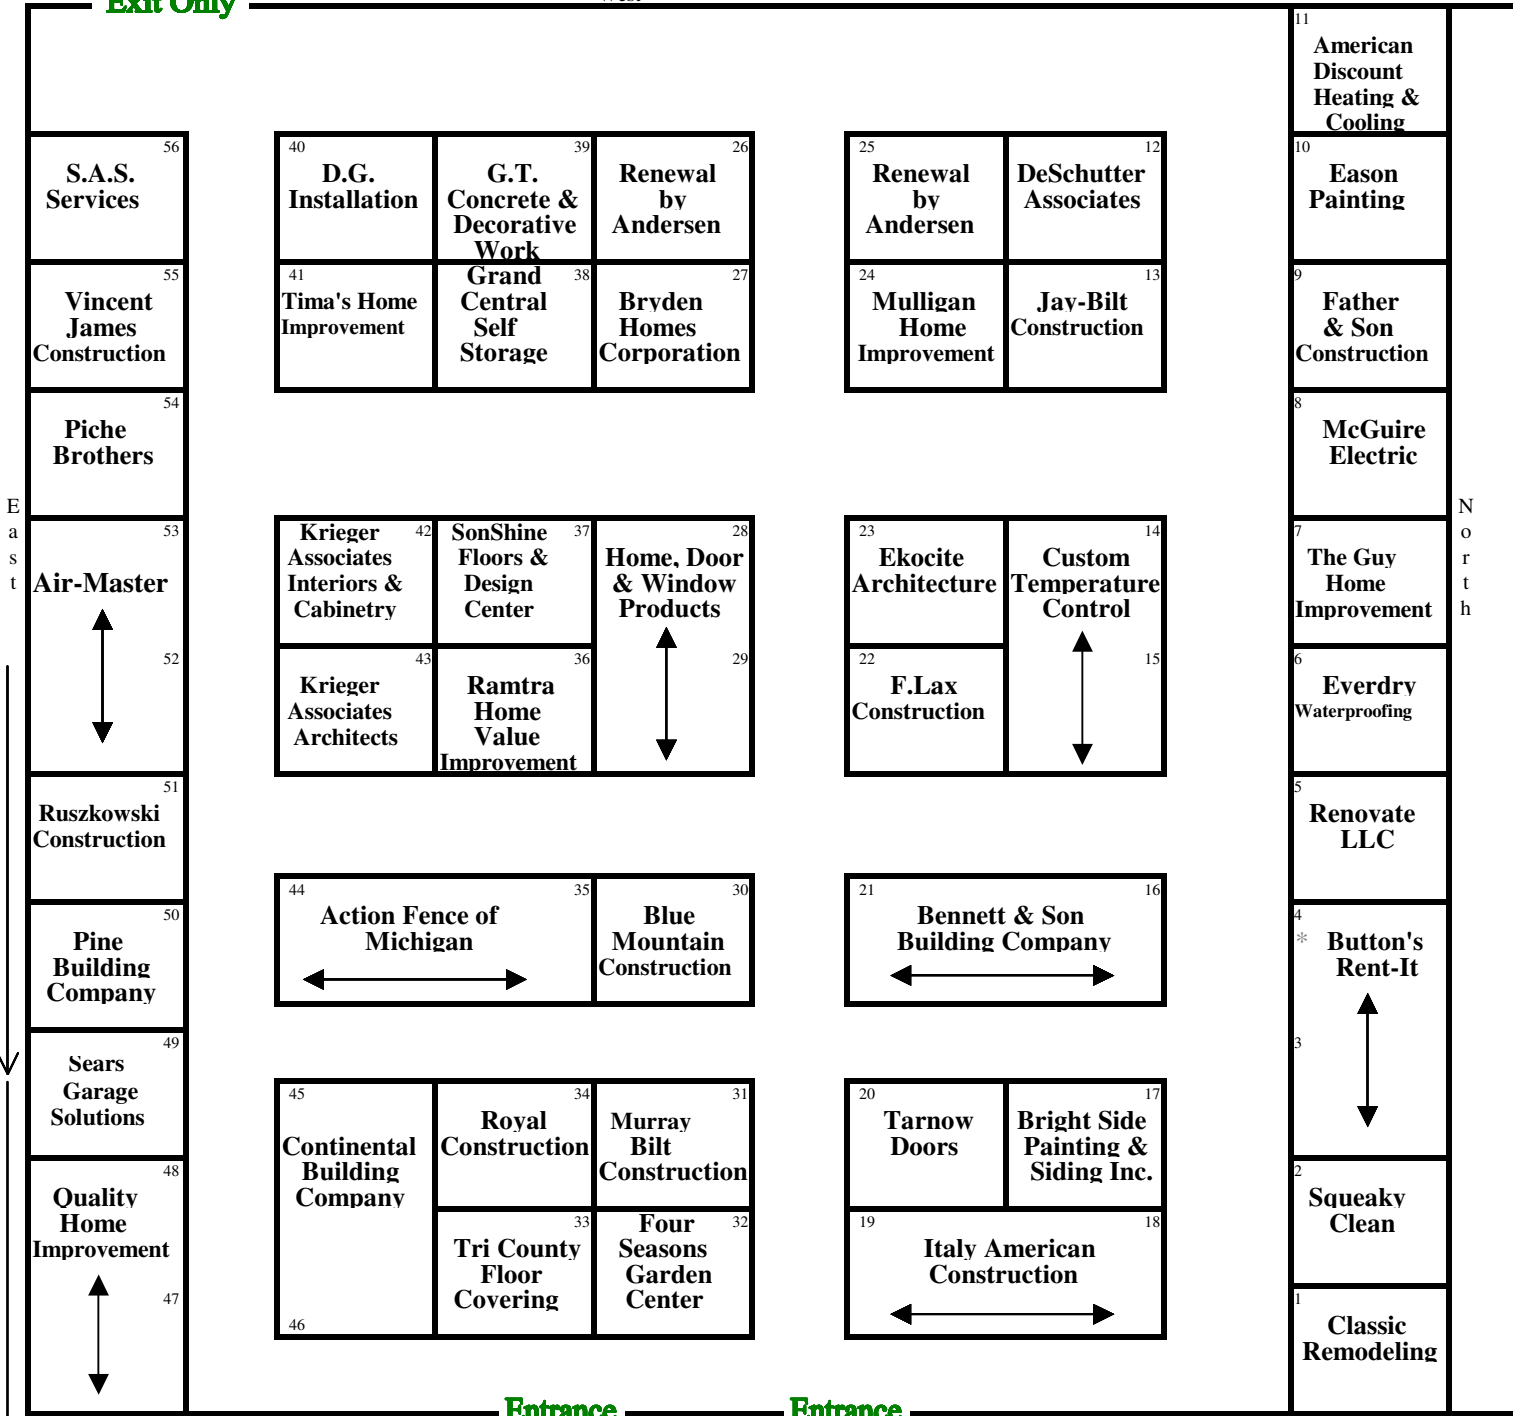 Exit Only
West
11
American
Discount
Heating &
Cooling
56
S.A.S.
Services
40
D.G.
Installation
39
G.T.
Concrete &
Decorative
Work
26
Renewal
by
Andersen
25
Renewal
by
Andersen
12
DeSchutter
Associates
10
Eason
Painting
55
Vincent
James
Construction
41
Tima's Home
Improvement
38
Grand
Central
Self
Storage
27
Bryden
Homes
Corporation
24
Mulligan
Home
Improvement
13
Jay-Bilt
Construction
9
Father
& Son
Construction
54
Piche
Brothers
8
McGuire
Electric
East
53
Air-Master
52
42
Krieger
Associates
Interiors &
Cabinetry
37
SonShine
Floors &
Design
Center
28
Home, Door
& Window
Products
29
23
Ekocite
Architecture
14
Custom
Temperature
Control
15
7
The Guy
Home
Improvement
North
43
Krieger
Associates
Architects
36
Ramtra
Home
Value
Improvement
22
F.Lax
Construction
6
Everdry
Waterproofing
51
Ruszkowski
Construction
5
Renovate
LLC
50
Pine
Building
Company
44
35
Action Fence of
Michigan
30
Blue
Mountain
Construction
21
16
Bennett & Son
Building Company
4
* Button's
Rent-It
3
49
Sears
Garage
Solutions
45
Continental
Building
Company
46
34
Royal
Construction
31
Murray
Bilt
Construction
20
Tarnow
Doors
17
Bright Side
Painting &
Siding Inc.
48
Quality
Home
Improvement
47
33
Tri County
Floor
Covering
32
Four
Seasons
Garden
Center
19
18
Italy American
Construction
2
Squeaky
Clean
1
Classic
Remodeling
Entrance
Entrance